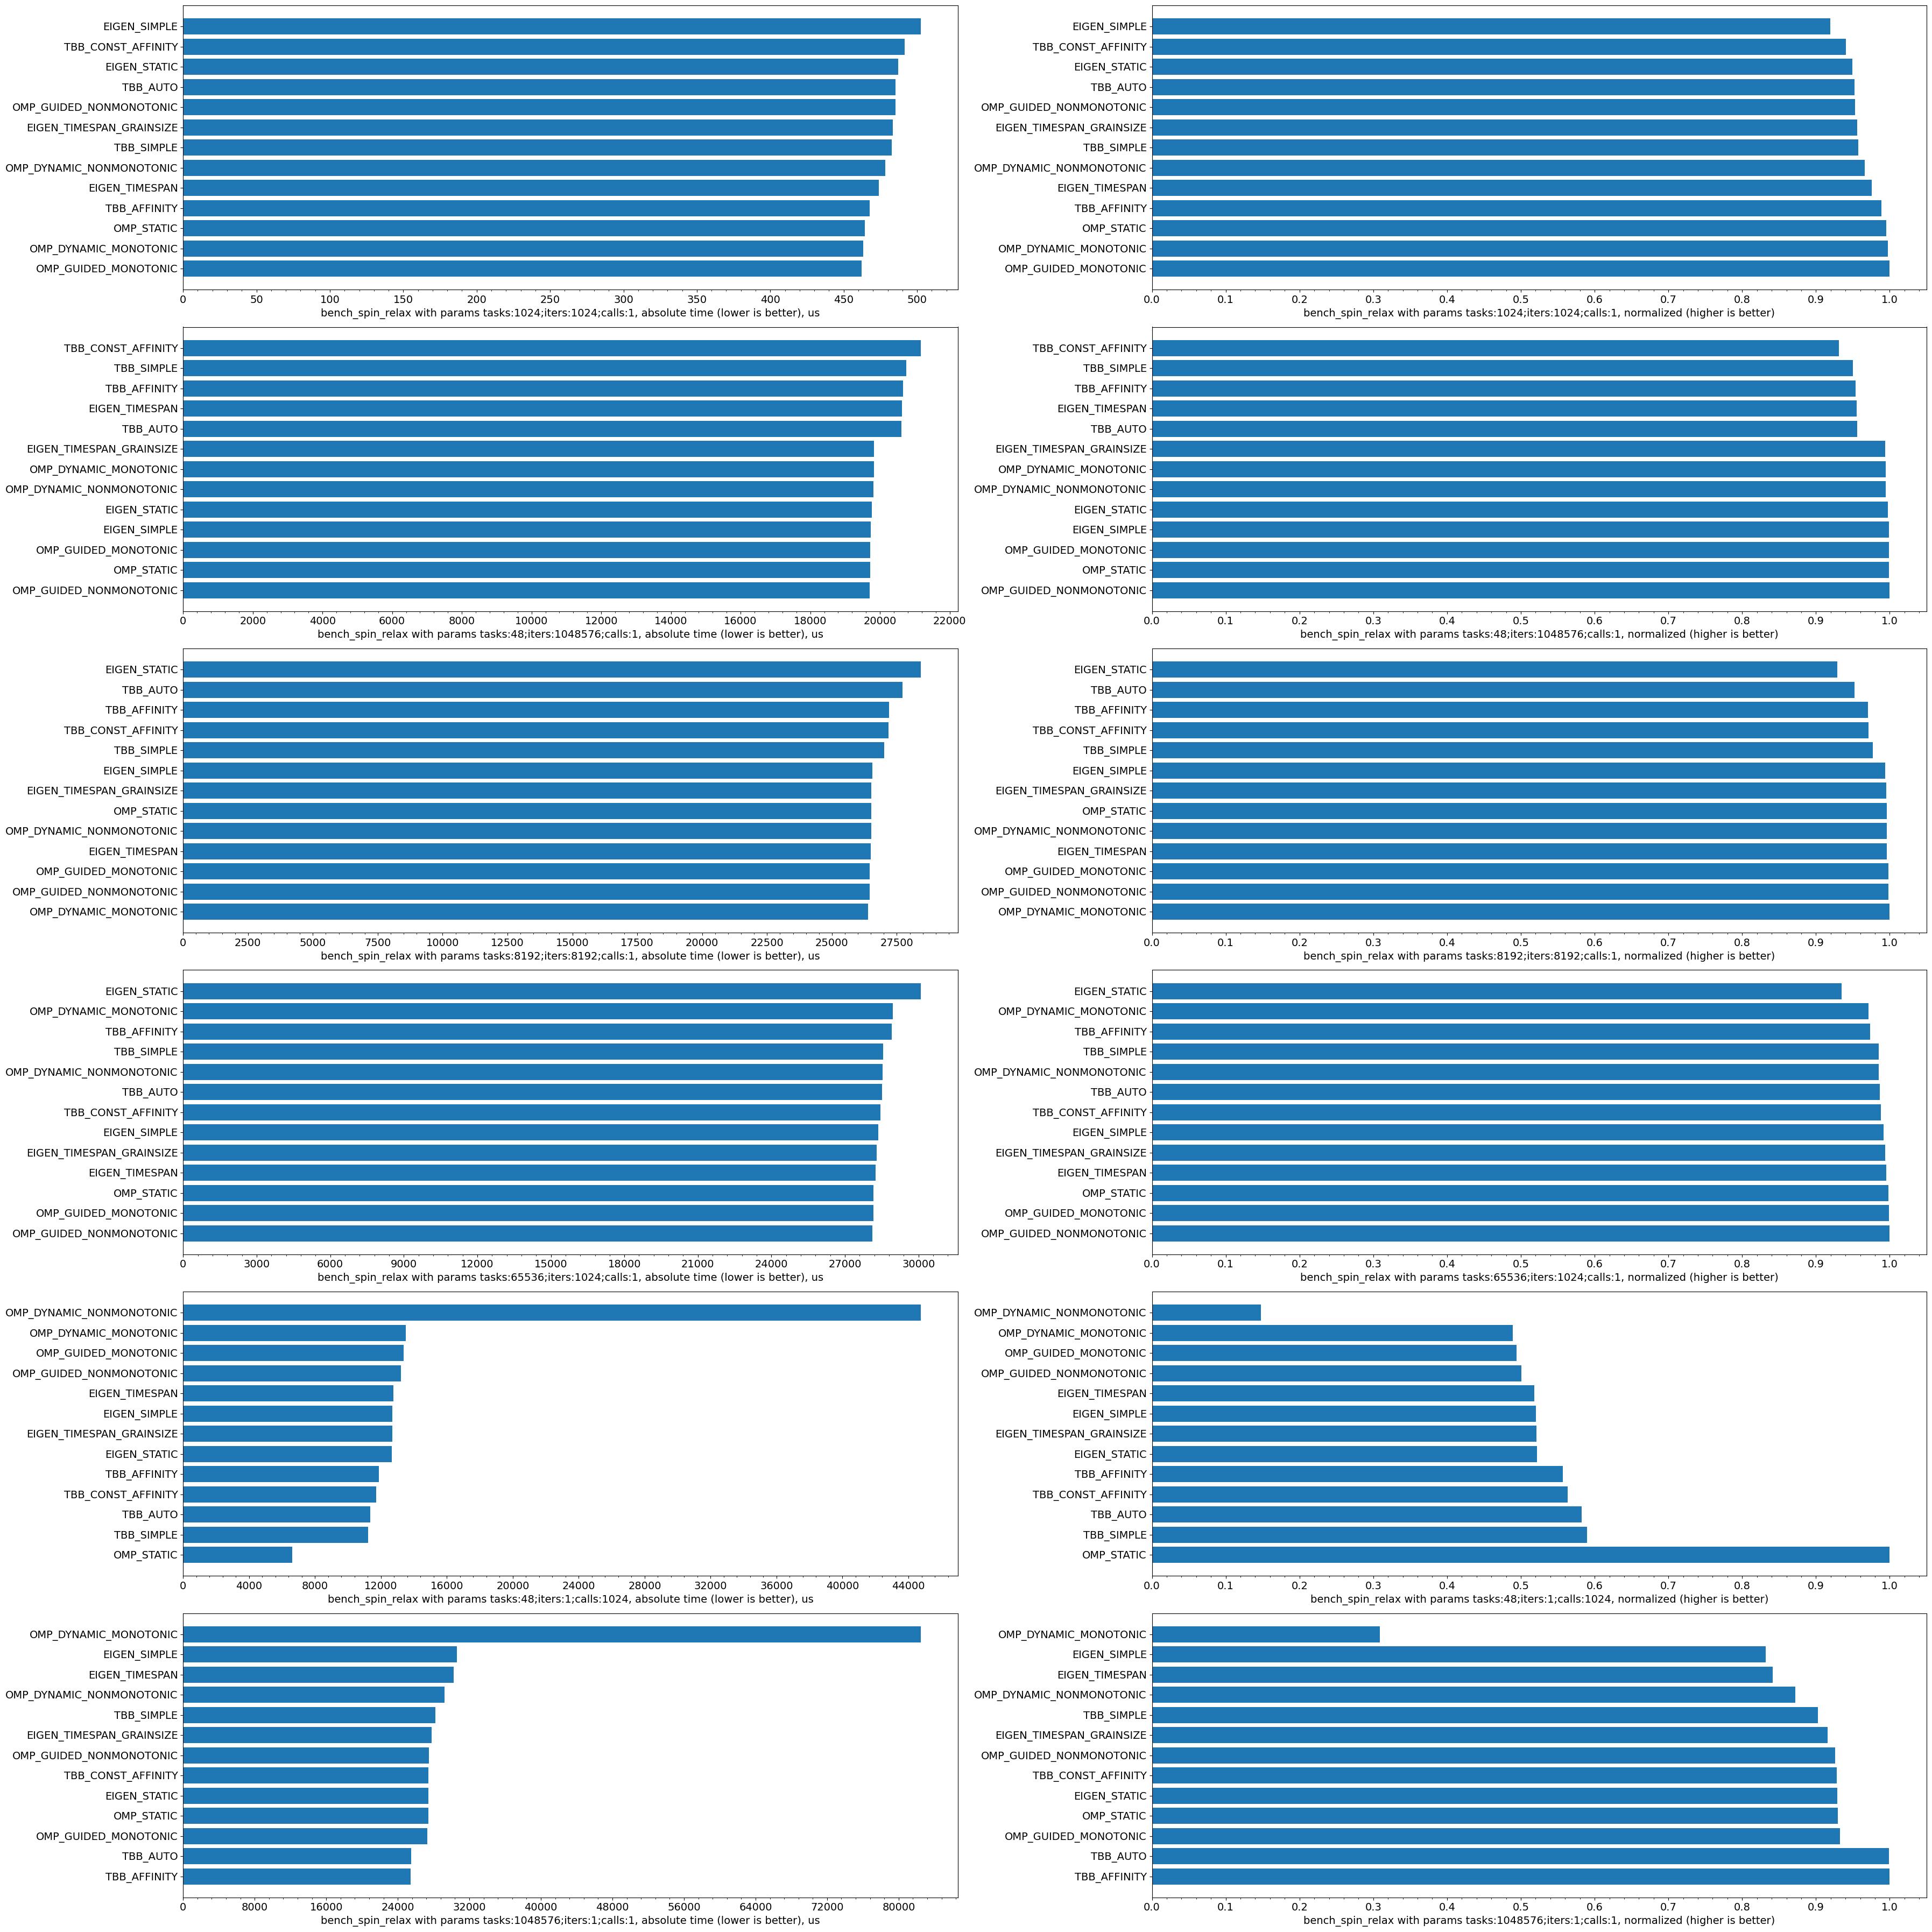 EIGEN_SIMPLE
TBB_CONST_AFFINITY
EIGEN_STATIC
TBB_AUTO
OMP_GUIDED_NONMONOTONIC
EIGEN_TIMESPAN_GRAINSIZE
TBB_SIMPLE
OMP_DYNAMIC_NONMONOTONIC
EIGEN_TIMESPAN
TBB_AFFINITY
OMP_STATIC
OMP_DYNAMIC_MONOTONIC
OMP_GUIDED_MONOTONIC
0 50 100 150 200 250 300 350 400 450 500
bench_spin_relax with params tasks:1024;iters:1024;calls:1, absolute time (lower is better), us
EIGEN_SIMPLE
TBB_CONST_AFFINITY
EIGEN_STATIC
TBB_AUTO
OMP_GUIDED_NONMONOTONIC
EIGEN_TIMESPAN_GRAINSIZE
TBB_SIMPLE
OMP_DYNAMIC_NONMONOTONIC
EIGEN_TIMESPAN
TBB_AFFINITY
OMP_STATIC
OMP_DYNAMIC_MONOTONIC
OMP_GUIDED_MONOTONIC
0.0 0.1 0.2 0.3 0.4 0.5 0.6 0.7 0.8 0.9 1.0
bench_spin_relax with params tasks:1024;iters:1024;calls:1, normalized (higher is better)
TBB_CONST_AFFINITY
TBB_SIMPLE
TBB_AFFINITY
EIGEN_TIMESPAN
TBB_AUTO
EIGEN_TIMESPAN_GRAINSIZE
OMP_DYNAMIC_MONOTONIC
OMP_DYNAMIC_NONMONOTONIC
EIGEN_STATIC
EIGEN_SIMPLE
OMP_GUIDED_MONOTONIC
OMP_STATIC
OMP_GUIDED_NONMONOTONIC
0 2000 4000 6000 8000 10000 12000 14000 16000 18000 20000 22000
bench_spin_relax with params tasks:48;iters:1048576;calls:1, absolute time (lower is better), us
TBB_CONST_AFFINITY
TBB_SIMPLE
TBB_AFFINITY
EIGEN_TIMESPAN
TBB_AUTO
EIGEN_TIMESPAN_GRAINSIZE
OMP_DYNAMIC_MONOTONIC
OMP_DYNAMIC_NONMONOTONIC
EIGEN_STATIC
EIGEN_SIMPLE
OMP_GUIDED_MONOTONIC
OMP_STATIC
OMP_GUIDED_NONMONOTONIC
0.0 0.1 0.2 0.3 0.4 0.5 0.6 0.7 0.8 0.9 1.0
bench_spin_relax with params tasks:48;iters:1048576;calls:1, normalized (higher is better)
EIGEN_STATIC
TBB_AUTO
TBB_AFFINITY
TBB_CONST_AFFINITY
TBB_SIMPLE
EIGEN_SIMPLE
EIGEN_TIMESPAN_GRAINSIZE
OMP_STATIC
OMP_DYNAMIC_NONMONOTONIC
EIGEN_TIMESPAN
OMP_GUIDED_MONOTONIC
OMP_GUIDED_NONMONOTONIC
OMP_DYNAMIC_MONOTONIC
0 2500 5000 7500 10000 12500 15000 17500 20000 22500 25000 27500
bench_spin_relax with params tasks:8192;iters:8192;calls:1, absolute time (lower is better), us
EIGEN_STATIC
TBB_AUTO
TBB_AFFINITY
TBB_CONST_AFFINITY
TBB_SIMPLE
EIGEN_SIMPLE
EIGEN_TIMESPAN_GRAINSIZE
OMP_STATIC
OMP_DYNAMIC_NONMONOTONIC
EIGEN_TIMESPAN
OMP_GUIDED_MONOTONIC
OMP_GUIDED_NONMONOTONIC
OMP_DYNAMIC_MONOTONIC
0.0 0.1 0.2 0.3 0.4 0.5 0.6 0.7 0.8 0.9 1.0
bench_spin_relax with params tasks:8192;iters:8192;calls:1, normalized (higher is better)
EIGEN_STATIC
OMP_DYNAMIC_MONOTONIC
TBB_AFFINITY
TBB_SIMPLE
OMP_DYNAMIC_NONMONOTONIC
TBB_AUTO
TBB_CONST_AFFINITY
EIGEN_SIMPLE
EIGEN_TIMESPAN_GRAINSIZE
EIGEN_TIMESPAN
OMP_STATIC
OMP_GUIDED_MONOTONIC
OMP_GUIDED_NONMONOTONIC
0 3000 6000 9000 12000 15000 18000 21000 24000 27000 30000
bench_spin_relax with params tasks:65536;iters:1024;calls:1, absolute time (lower is better), us
EIGEN_STATIC
OMP_DYNAMIC_MONOTONIC
TBB_AFFINITY
TBB_SIMPLE
OMP_DYNAMIC_NONMONOTONIC
TBB_AUTO
TBB_CONST_AFFINITY
EIGEN_SIMPLE
EIGEN_TIMESPAN_GRAINSIZE
EIGEN_TIMESPAN
OMP_STATIC
OMP_GUIDED_MONOTONIC
OMP_GUIDED_NONMONOTONIC
0.0 0.1 0.2 0.3 0.4 0.5 0.6 0.7 0.8 0.9 1.0
bench_spin_relax with params tasks:65536;iters:1024;calls:1, normalized (higher is better)
OMP_DYNAMIC_NONMONOTONIC
OMP_DYNAMIC_MONOTONIC
OMP_GUIDED_MONOTONIC
OMP_GUIDED_NONMONOTONIC
EIGEN_TIMESPAN
EIGEN_SIMPLE
EIGEN_TIMESPAN_GRAINSIZE
EIGEN_STATIC
TBB_AFFINITY
TBB_CONST_AFFINITY
TBB_AUTO
TBB_SIMPLE
OMP_STATIC
0 4000 8000 12000 16000 20000 24000 28000 32000 36000 40000 44000
bench_spin_relax with params tasks:48;iters:1;calls:1024, absolute time (lower is better), us
OMP_DYNAMIC_NONMONOTONIC
OMP_DYNAMIC_MONOTONIC
OMP_GUIDED_MONOTONIC
OMP_GUIDED_NONMONOTONIC
EIGEN_TIMESPAN
EIGEN_SIMPLE
EIGEN_TIMESPAN_GRAINSIZE
EIGEN_STATIC
TBB_AFFINITY
TBB_CONST_AFFINITY
TBB_AUTO
TBB_SIMPLE
OMP_STATIC
0.0 0.1 0.2 0.3 0.4 0.5 0.6 0.7 0.8 0.9 1.0
bench_spin_relax with params tasks:48;iters:1;calls:1024, normalized (higher is better)
OMP_DYNAMIC_MONOTONIC
EIGEN_SIMPLE
EIGEN_TIMESPAN
OMP_DYNAMIC_NONMONOTONIC
TBB_SIMPLE
EIGEN_TIMESPAN_GRAINSIZE
OMP_GUIDED_NONMONOTONIC
TBB_CONST_AFFINITY
EIGEN_STATIC
OMP_STATIC
OMP_GUIDED_MONOTONIC
TBB_AUTO
TBB_AFFINITY
0 8000 16000 24000 32000 40000 48000 56000 64000 72000 80000
bench_spin_relax with params tasks:1048576;iters:1;calls:1, absolute time (lower is better), us
OMP_DYNAMIC_MONOTONIC
EIGEN_SIMPLE
EIGEN_TIMESPAN
OMP_DYNAMIC_NONMONOTONIC
TBB_SIMPLE
EIGEN_TIMESPAN_GRAINSIZE
OMP_GUIDED_NONMONOTONIC
TBB_CONST_AFFINITY
EIGEN_STATIC
OMP_STATIC
OMP_GUIDED_MONOTONIC
TBB_AUTO
TBB_AFFINITY
0.0 0.1 0.2 0.3 0.4 0.5 0.6 0.7 0.8 0.9 1.0
bench_spin_relax with params tasks:1048576;iters:1;calls:1, normalized (higher is better)